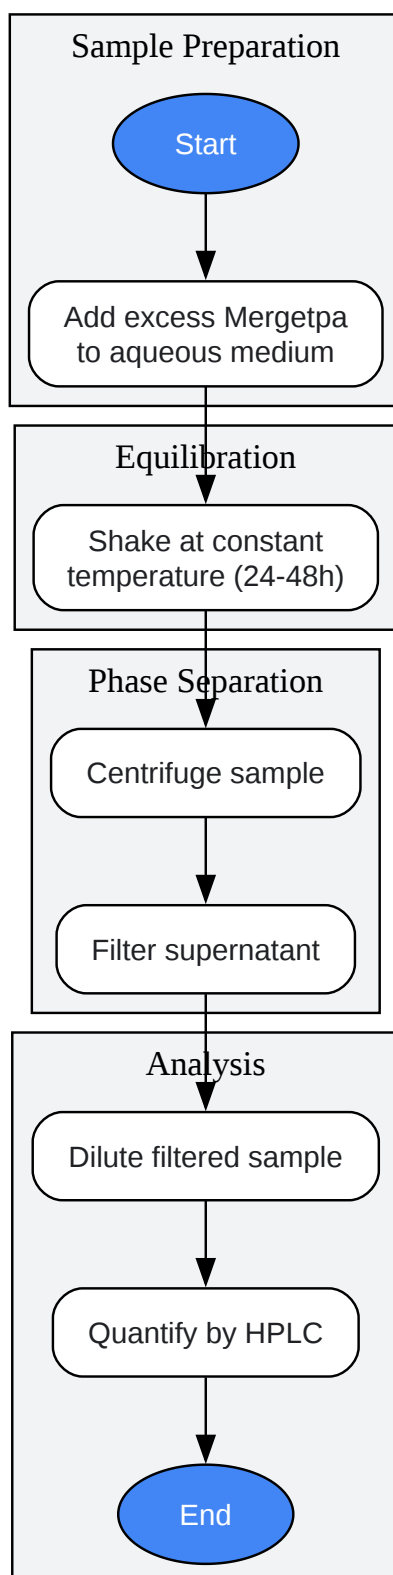 Sample Preparation
Start
Add excess Mergetpa
to aqueous medium
Equilibration
Shake at constant
temperature (24-48h)
Phase Separation
Centrifuge sample
Filter supernatant
Analysis
Dilute filtered sample
Quantify by HPLC
End